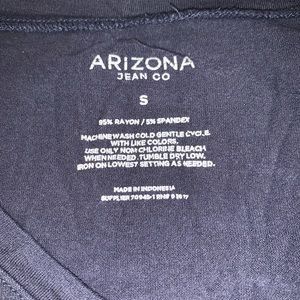 ARIZONA
JEAN CO
S
95% RAYON / 5% SPANDEX
MACHINE WASH COLD GENTLE CYCLE
WITH LIKE COLORS.
USE ONLY NON CHLORINE BLEACH
WHEN NEEDED. TUMBLE DRY LOW.
IRON ON LOWEST SETTING AS NEEDED.
MADE IN INDONESIA
SUPPLIER